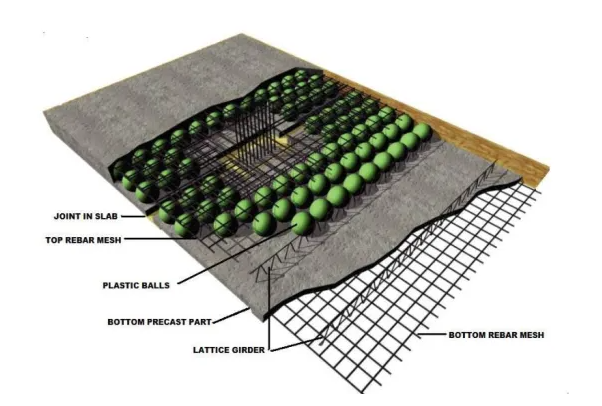 JOINT IN SLAB
TOP REBAR MESH
PLASTIC BALLS
BOTTOM PRECAST PART
LATTICE GIRDER
BOTTOM REBAR MESH